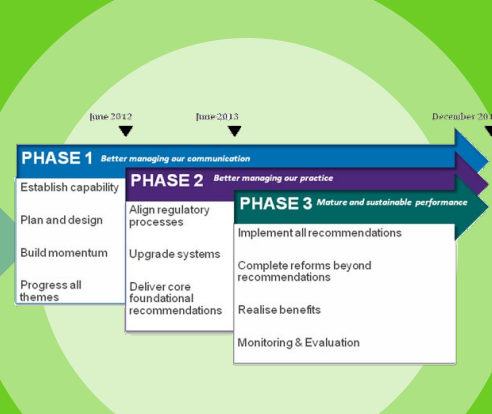 June 2012
June 2013
December
PHASE 1 Better managing our communication
Establish capability
Plan and design
Build momentum
Progress all
themes
PHASE 2 Better managing our practice
Align regulatory
processes
Upgrade systems
Deliver core
foundational
recommendations
PHASE 3 Mature and sustainable performance
Implement all recommendations
Complete reforms beyond
recommendations
Realise benefits
Monitoring & Evaluation